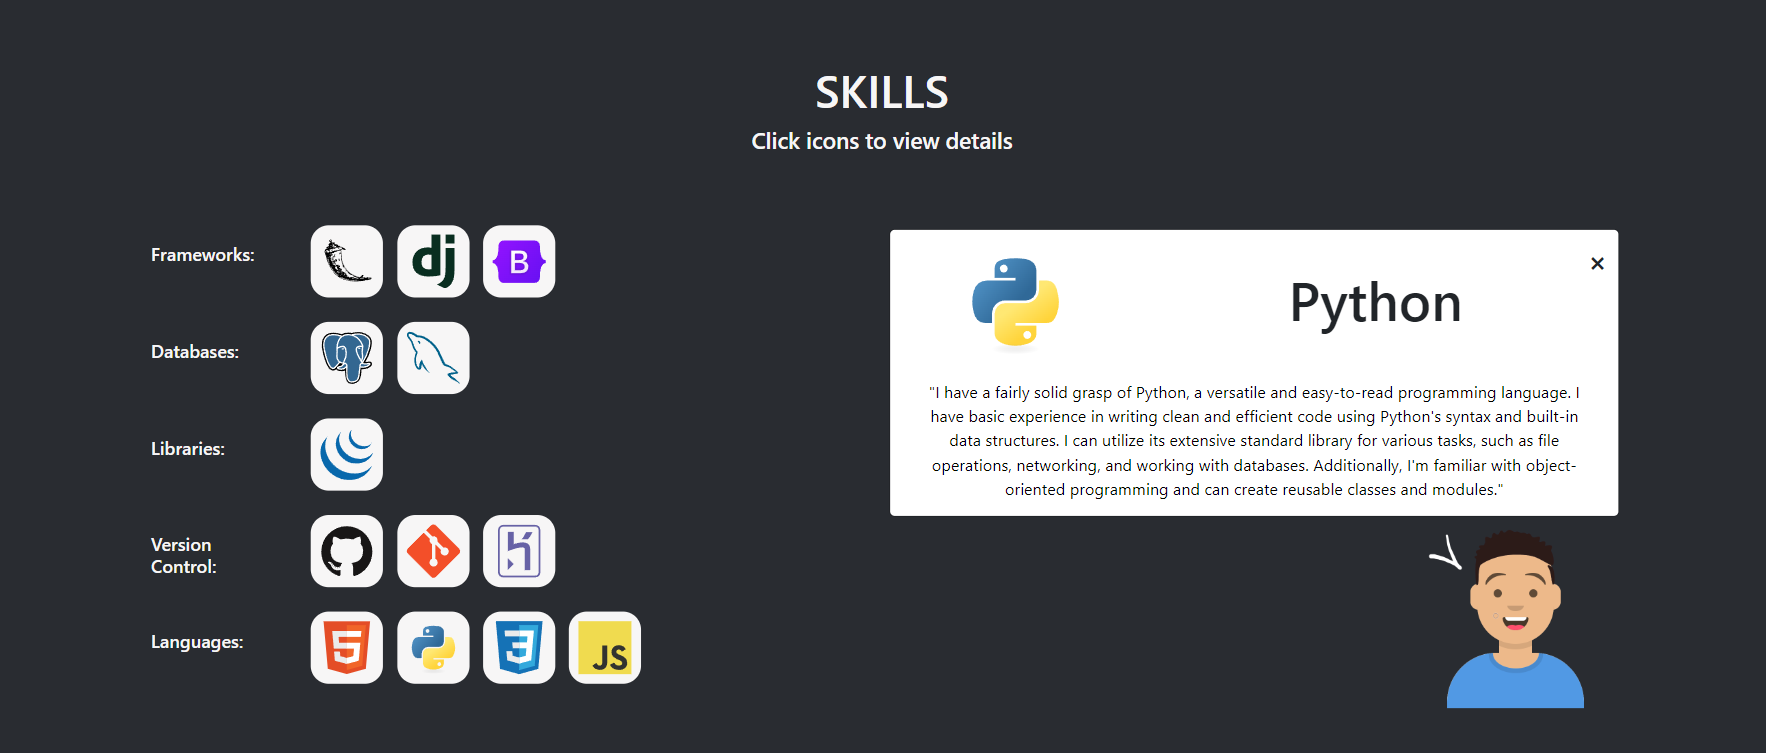 SKILLS
Click icons to view details
Frameworks:
dj
B
Databases:
Libraries:
Version
Control:
Languages:
5
3
JS
×
Python
"I have a fairly solid grasp of Python, a versatile and easy-to-read programming language. I
have basic experience in writing clean and efficient code using Python's syntax and built-in
data structures. I can utilize its extensive standard library for various tasks, such as file
operations, networking, and working with databases. Additionally, I'm familiar with object-
oriented programming and can create reusable classes and modules."